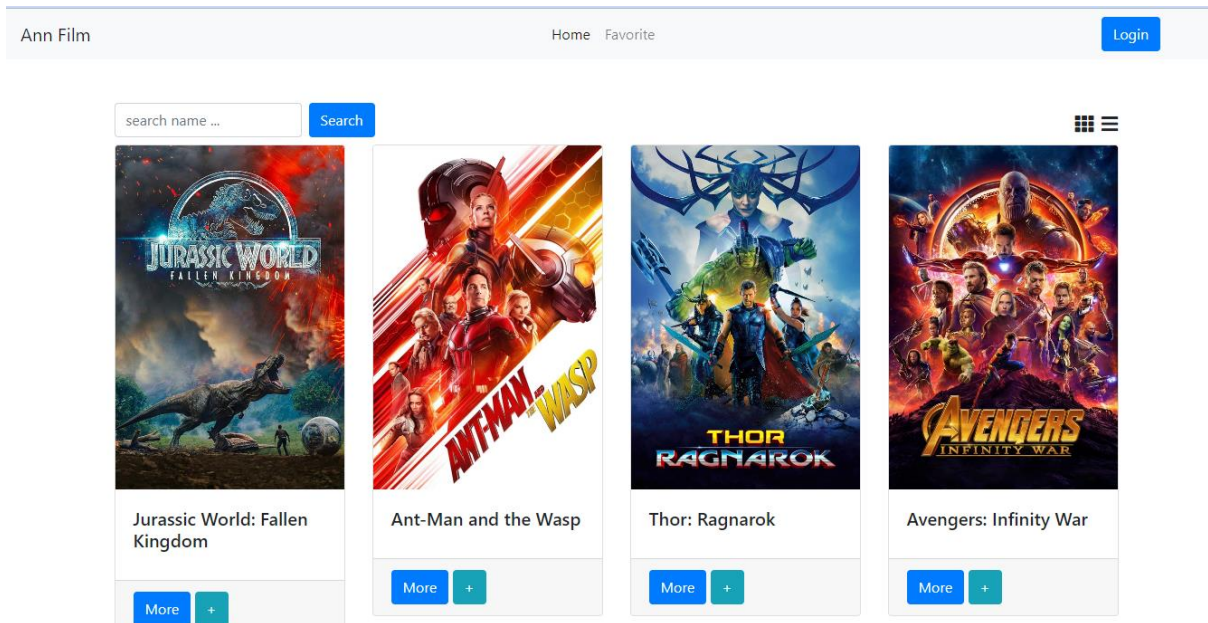 Ann Film
Home Favorite
Login
search name ...
Search
JURASSIC WORLD
FALLEN KINGDOM
ANT-MAN AND THE WASP
THOR
RAGNAROK
AVENGERS
INFINITY WAR
Jurassic World: Fallen
Kingdom
Ant-Man and the Wasp
Thor: Ragnarok
Avengers: Infinity War
More +
More +
More +
More +